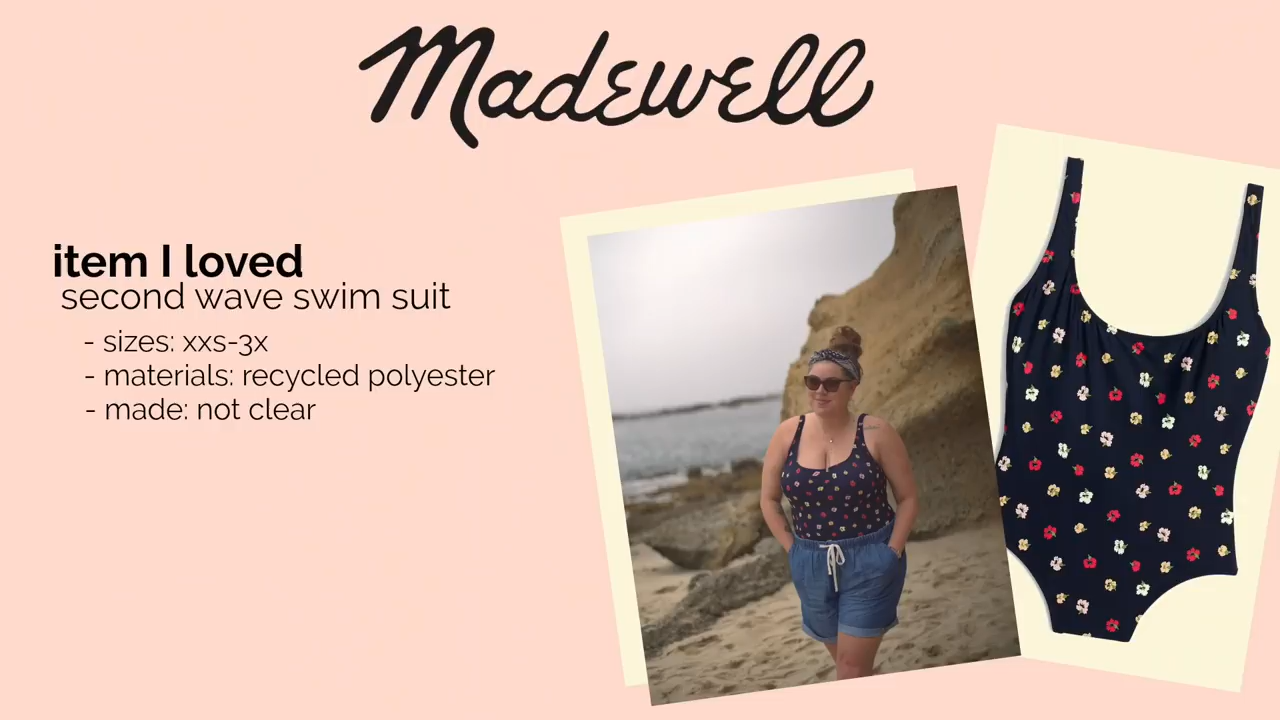 Madewell
item I loved
second wave swim suit
- sizes: xxs-3x
- materials: recycled polyester
- made: not clear